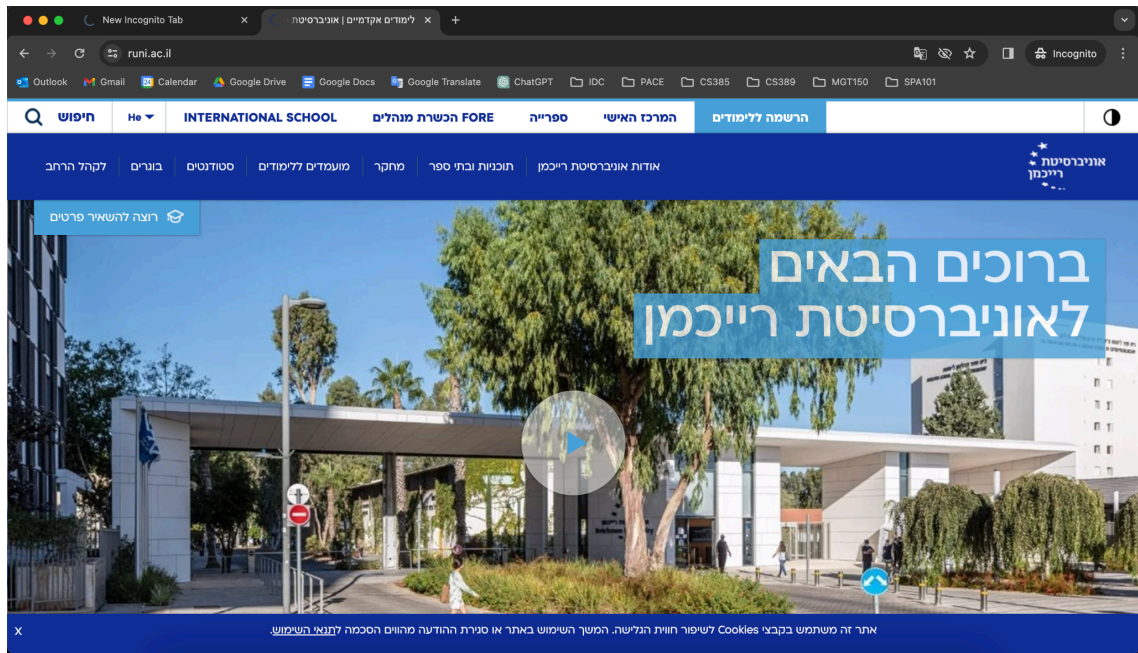 New Incognito Tab
לימודים אקדמיים | אוניברסיטת
runi.ac.il
Incognito
Outlook
Gmail
Calendar
Google Drive
Google Docs
Google Translate
ChatGPT
IDC
PACE
CS385
CS389
MGT150
SPA101
הרשמה ללימודים
המרכז האישי
ספרייה
FORE הכשרת מנהלים
INTERNATIONAL SCHOOL
He
חיפוש
אוניברסיטת
רייכמן
אודות אוניברסיטת רייכמן
תוכניות ובתי ספר
מחקר
מועמדים ללימודים
סטודנטים
בוגרים
לקהל הרחב
רוצה להשאיר פרטים
ברוכים הבאים
לאוניברסיטת רייכמן
אתר זה משתמש בקבצי Cookies לשיפור חווית הגלישה. המשך השימוש באתר או סגירת ההודעה מהווים הסכמה לתנאי השימוש.
X